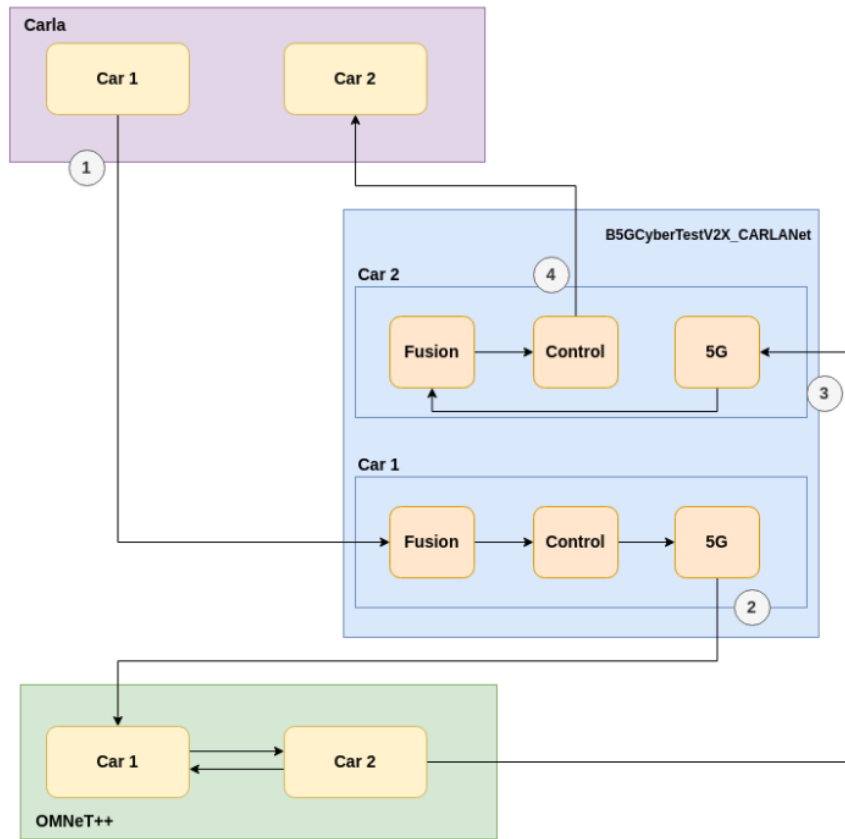 Carla
Car 1
Car 2
1
B5GCyberTestV2X_CARLANet
Car 2
4
Fusion
Control
5G
3
Car 1
Fusion
Control
5G
2
Car 1
Car 2
OMNeT++